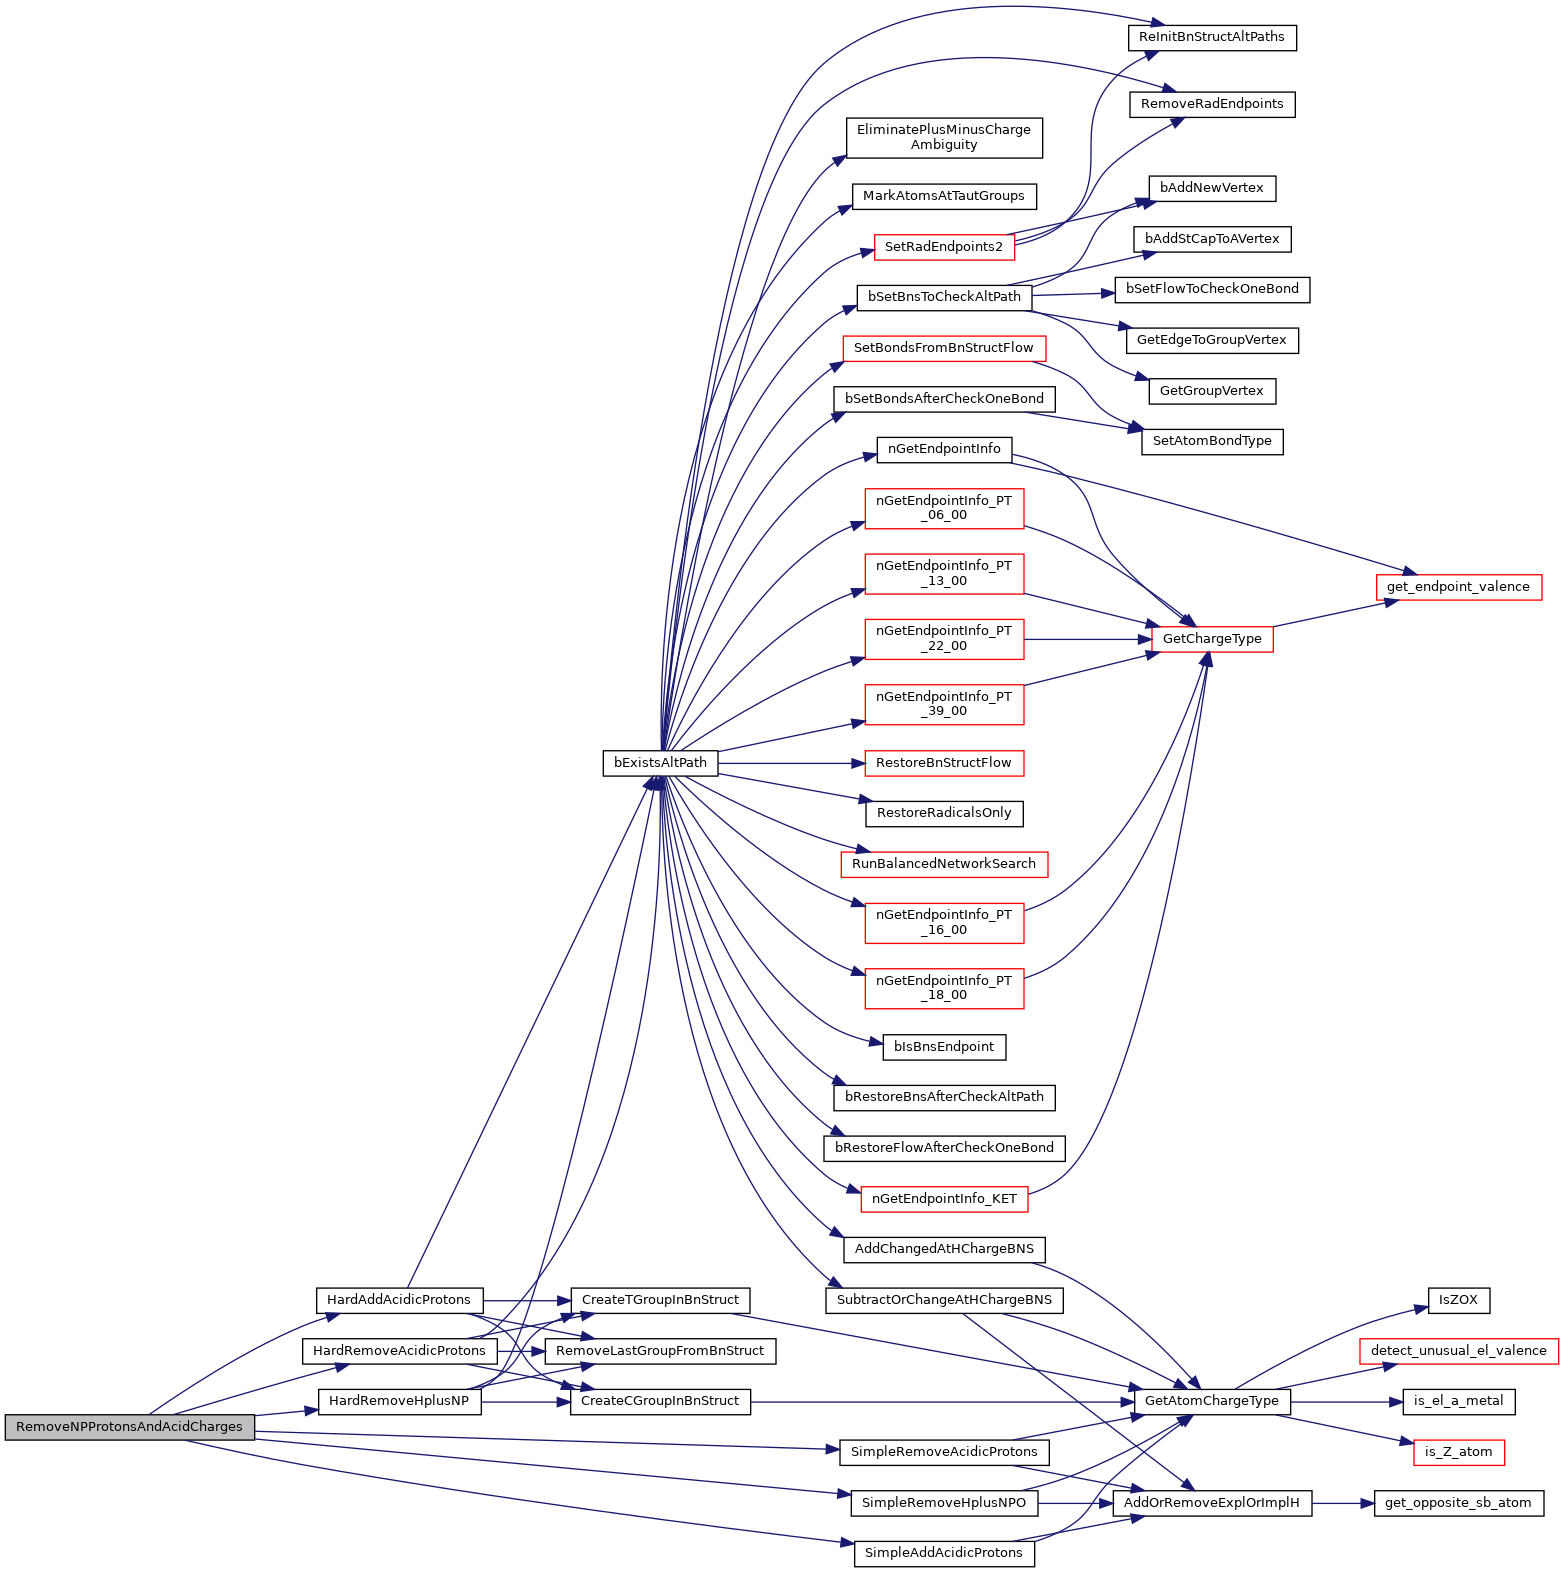 ReInitBnStructAltPaths
RemoveRadEndpoints
EliminatePlusMinusCharge
Ambiguity
MarkAtomsAtTautGroups
bAddNewVertex
SetRadEndpoints2
bAddStCapToAVertex
bSetBnsToCheckAltPath
bSetFlowToCheckOneBond
GetEdgeToGroupVertex
SetBondsFromBnStructFlow
GetGroupVertex
bSetBondsAfterCheckOneBond
SetAtomBondType
nGetEndpointInfo
nGetEndpointInfo_PT
_06_00
nGetEndpointInfo_PT
_13_00
get_endpoint_valence
nGetEndpointInfo_PT
_22_00
GetChargeType
nGetEndpointInfo_PT
_39_00
bExistsAltPath
RestoreBnStructFlow
RestoreRadicalsOnly
RunBalancedNetworkSearch
nGetEndpointInfo_PT
_16_00
nGetEndpointInfo_PT
_18_00
bIsBnsEndpoint
bRestoreBnsAfterCheckAltPath
bRestoreFlowAfterCheckOneBond
nGetEndpointInfo_KET
AddChangedAtHChargeBNS
HardAddAcidicProtons
CreateTGroupInBnStruct
SubtractOrChangeAtHChargeBNS
IsZOX
HardRemoveAcidicProtons
RemoveLastGroupFromBnStruct
detect_unusual_el_valence
HardRemoveHplusNP
CreateCGroupInBnStruct
GetAtomChargeType
is_el_a_metal
RemoveNPProtonsAndAcidCharges
SimpleRemoveAcidicProtons
is_Z_atom
SimpleRemoveHplusNPO
AddOrRemoveExplOrImplH
get_opposite_sb_atom
SimpleAddAcidicProtons